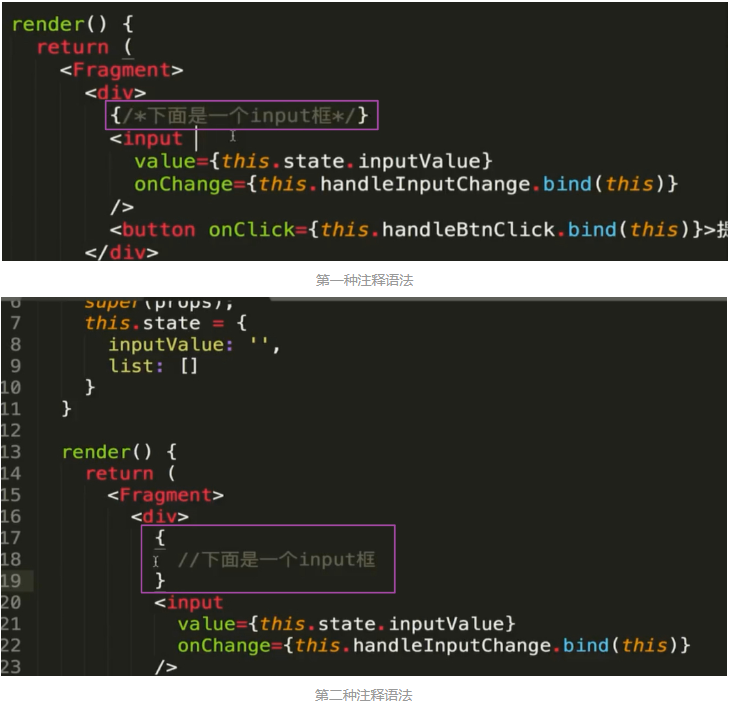 render() {
return (
<Fragment>
<div>
{/*下面是一个input框*/}
<input
value={this.state.inputValue}
onChange={this.handleInputChange.bind(this)}
/>
<button onClick={this.handleBtnClick.bind(this)}>提
</div>
第一种注释语法
6 super(props);
7 this.state = {
8 inputValue: '',
9 list: []
10 }
11 }
12
13 render() {
14 return (
15 <Fragment>
16 <div>
17 {
18 //下面是一个input框
19 }
20 <input
21 value={this.state.inputValue}
22 onChange={this.handleInputChange.bind(this)}
23 />
第二种注释语法